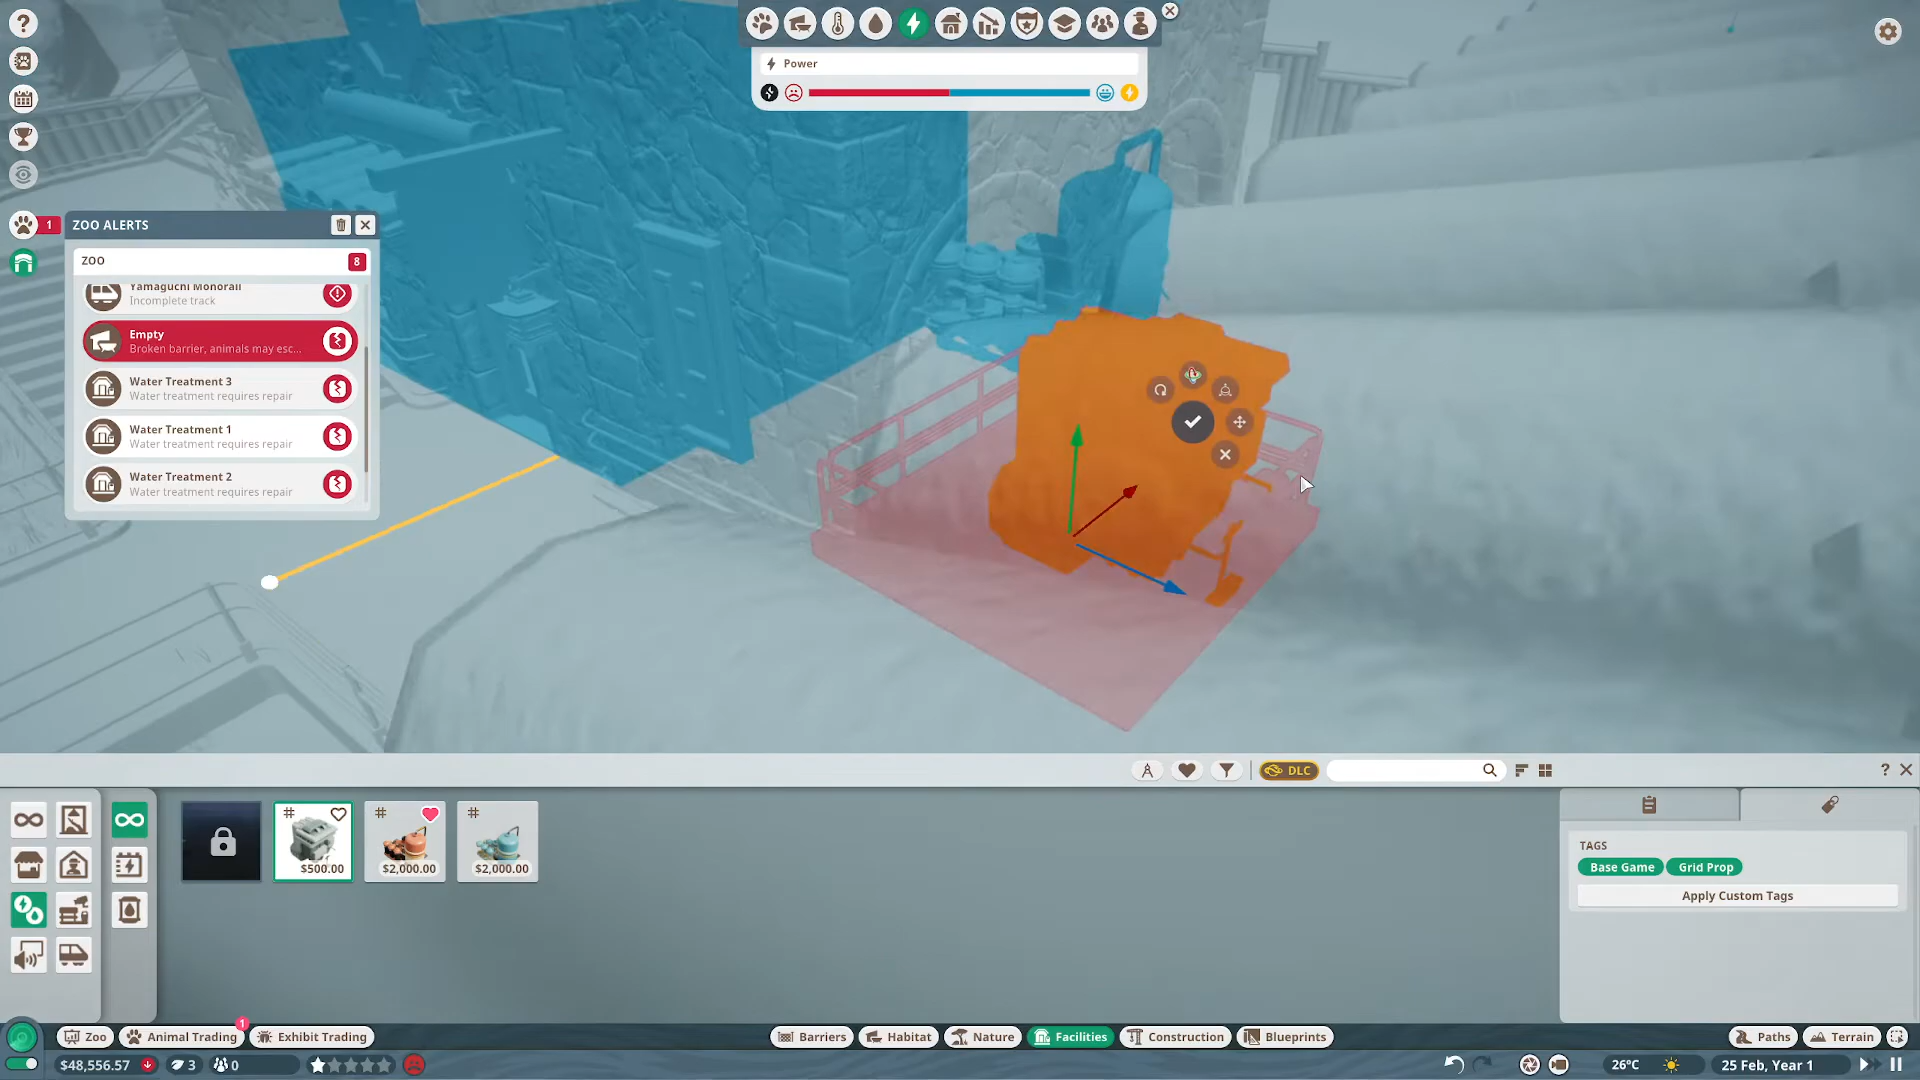 Power
ZOO ALERTS
ZOO
8
1
Yamaguchi Monorail
Incomplete track
Empty
Broken barrier, animals may esc...
Water Treatment 3
Water treatment requires repair
Water Treatment 1
Water treatment requires repair
Water Treatment 2
Water treatment requires repair
DLC
?
$500.00
$2,000.00
$2,000.00
TAGS
Base Game
Grid Prop
Apply Custom Tags
Zoo
Animal Trading
1
Exhibit Trading
Barriers
Habitat
Nature
Facilities
Construction
Blueprints
Paths
Terrain
$48,556.57
3
0
26°C
25 Feb, Year 1